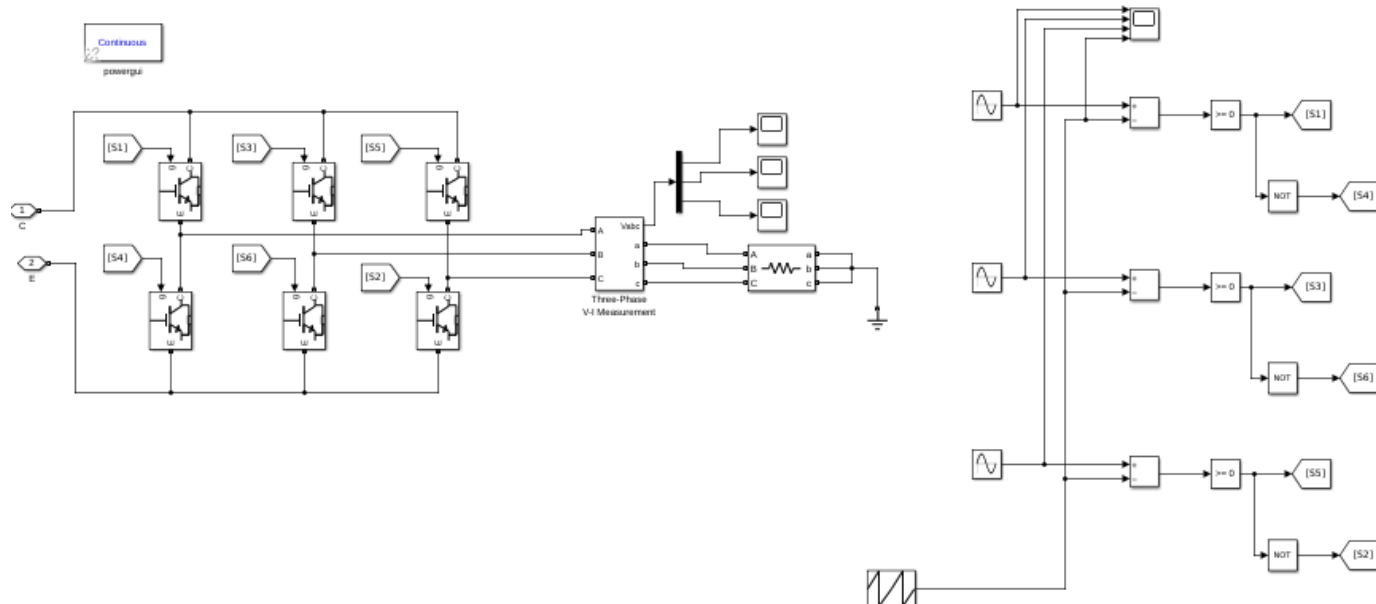 Continuous
powergui
[S1]
[S3]
[S5]
g
C
E
g
C
E
g
C
E
1
C
2
E
[S4]
[S6]
[S2]
g
C
E
g
C
E
g
C
E
Vabc
A
a
B
b
C
c
Three-Phase
V-I Measurement
A
B
C
a
b
c
+
-
>= 0
[S1]
NOT
[S4]
+
-
>= 0
[S3]
NOT
[S6]
+
-
>= 0
[S5]
NOT
[S2]